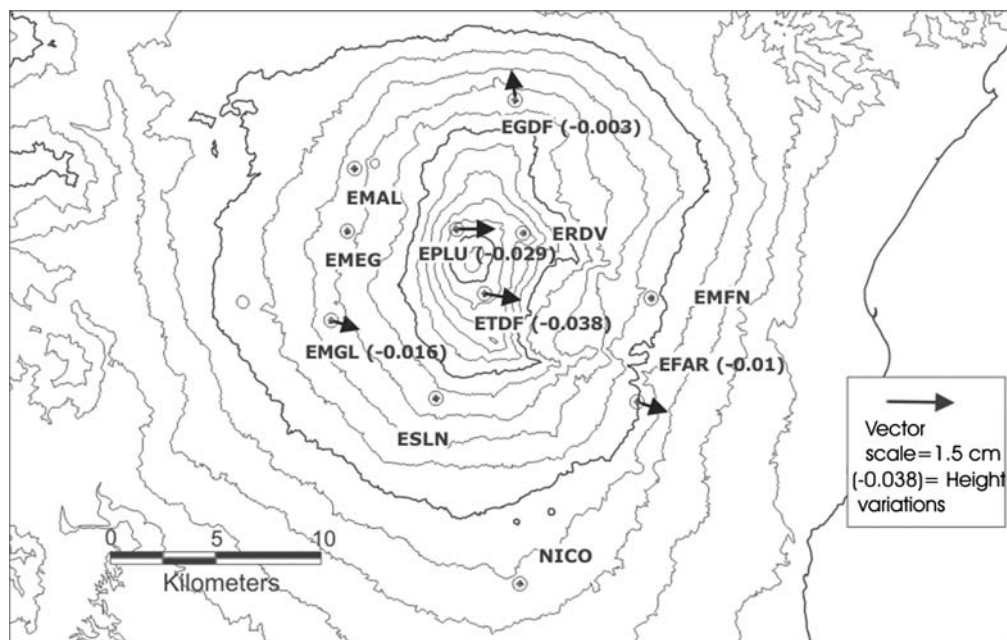 EGDF (-0.003)
EMAL
ERDV
EMEG
EPLU (-0.029)
EMFN
ETDF (-0.038)
EMGL (-0.016)
EFAR (-0.01)
ESLN
NICO
0 5 10
Kilometers
Vector
scale=1.5 cm
(-0.038)= Height
variations